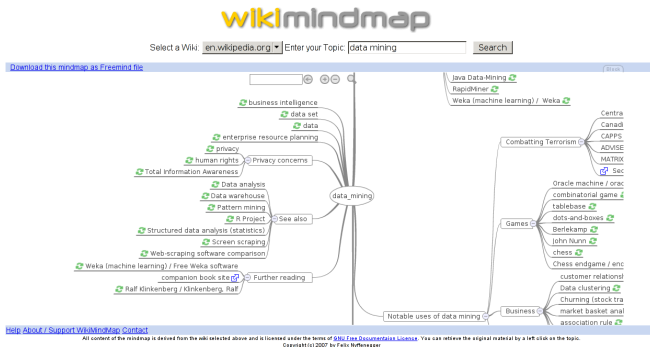 wikimindmap
Select a Wiki: en.wikipedia.org Enter your Topic: data mining Search
Download this mindmap as Freemind file
Java Data-Mining
RapidMiner
Weka (machine learning) / Weka
business intelligence
data set
data
enterprise resource planning
privacy
human rights
Total Information Awareness
Privacy concerns
Data analysis
Data warehouse
Pattern mining
R Project
Structured data analysis (statistics)
Screen scraping
Web-scraping software comparison
See also
Weka (machine learning) / Free Weka software
companion book site
Ralf Klinkenberg / Klinkenberg, Ralf
Further reading
data_mining
Combatting Terrorism
Centra
Canadi
CAPPS
ADVISE
MATRIX
Sec
Games
Oracle machine / orac
combinatorial game
tablebase
dots-and-boxes
Berlekamp
John Nunn
chess
Chess endgame / enc
Notable uses of data mining
Business
customer relations
Data clustering
Churning (stock tra
market basket anal
association rule
Help About / Support WikiMindMap Contact
All content of the mindmap is derived from the wiki selected above and is licensed under the terms of GNU Free Documentation License. You can retrieve the original material by a left click on the topic.
Copyright (c) 2007 by Felix Nyffenegger